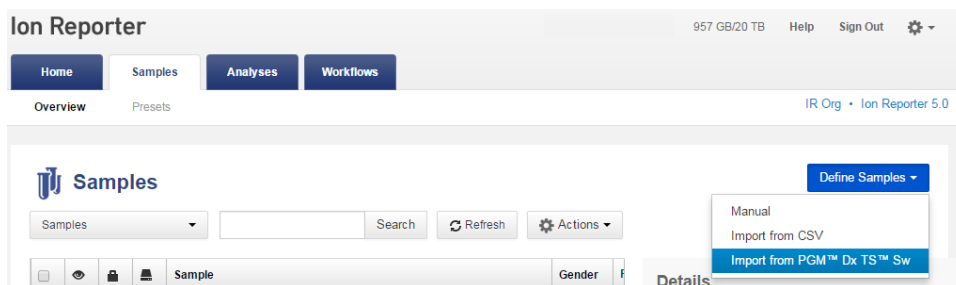 Ion Reporter
957 GB/20 TB Help Sign Out
Home Samples Analyses Workflows
Overview Presets
IR Org • Ion Reporter 5.0
Samples
Define Samples
Manual
Import from CSV
Import from PGM™ Dx TS™ Sw
Samples Search Refresh Actions
Sample Gender
Details